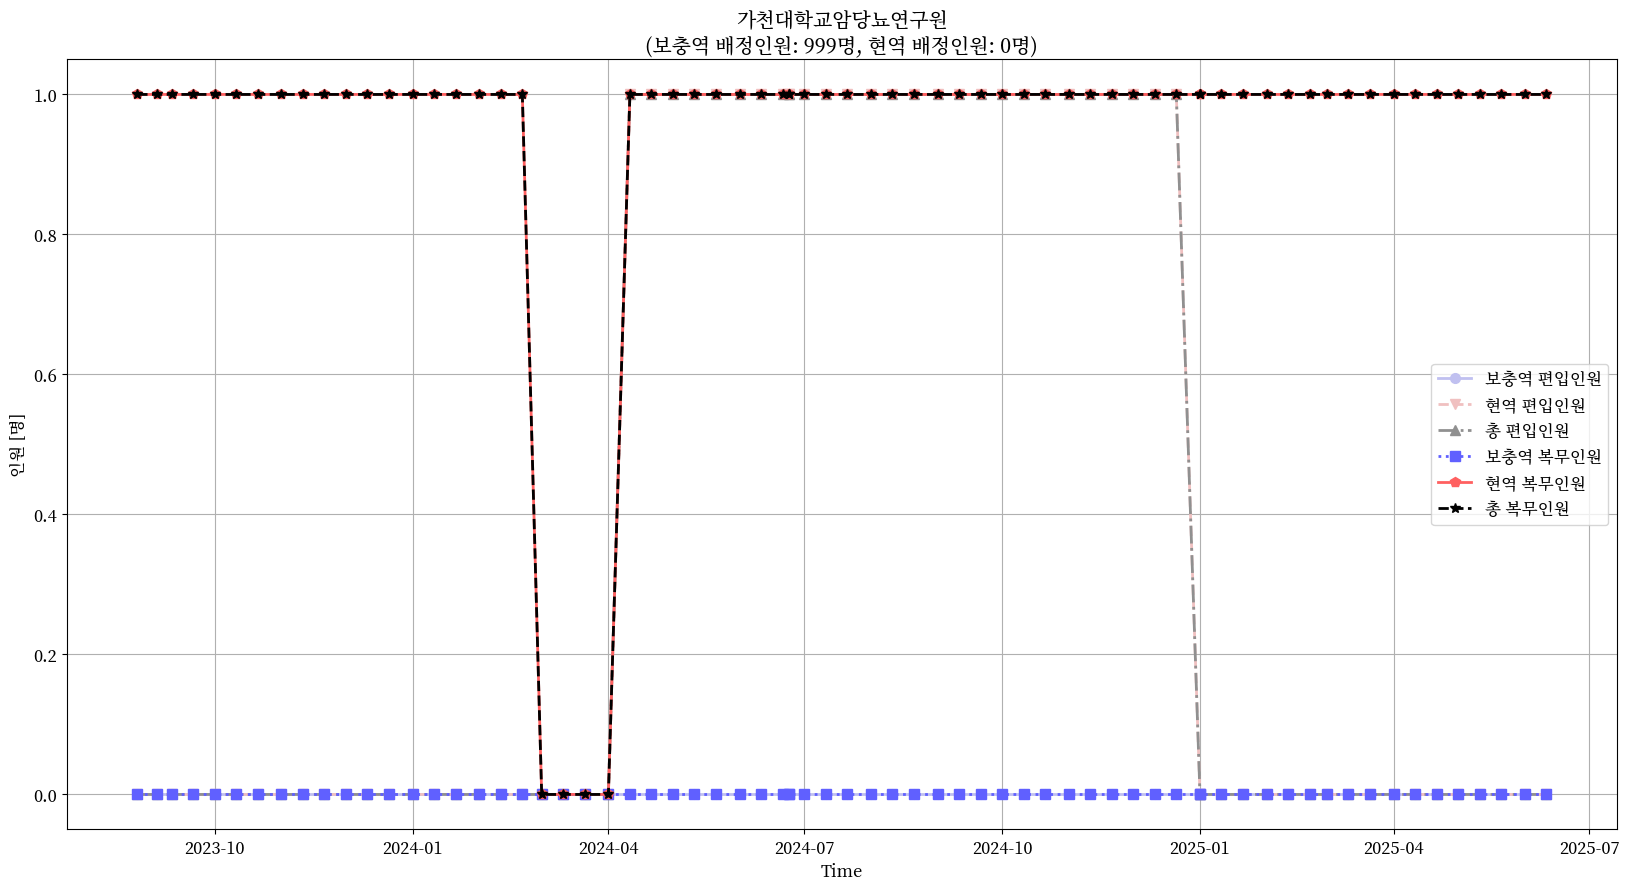 가천대학교암당뇨연구원
(보충역 배정인원: 999명, 현역 배정인원: 0명)
1.0
0.8
0.6
0.4
0.2
0.0
인원 [명]
보충역 편입인원
현역 편입인원
총 편입인원
보충역 복무인원
현역 복무인원
총 복무인원
2023-10
2024-01
2024-04
2024-07
2024-10
2025-01
2025-04
2025-07
Time